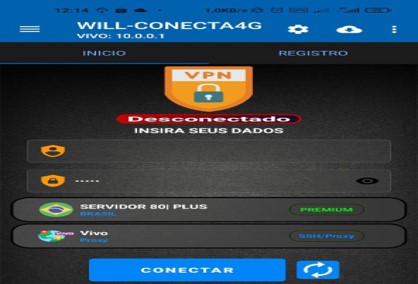 12:14
1,0KB/s
WILL-CONECTA4G
VIVO: 10.0.0.1
INICIO
REGISTRO
VPN
Desconectado
INSIRA SEUS DADOS
•••••
SERVIDOR 80| PLUS
BRASIL
PREMIUM
Vivo
Proxy
SSH/Proxy
CONECTAR